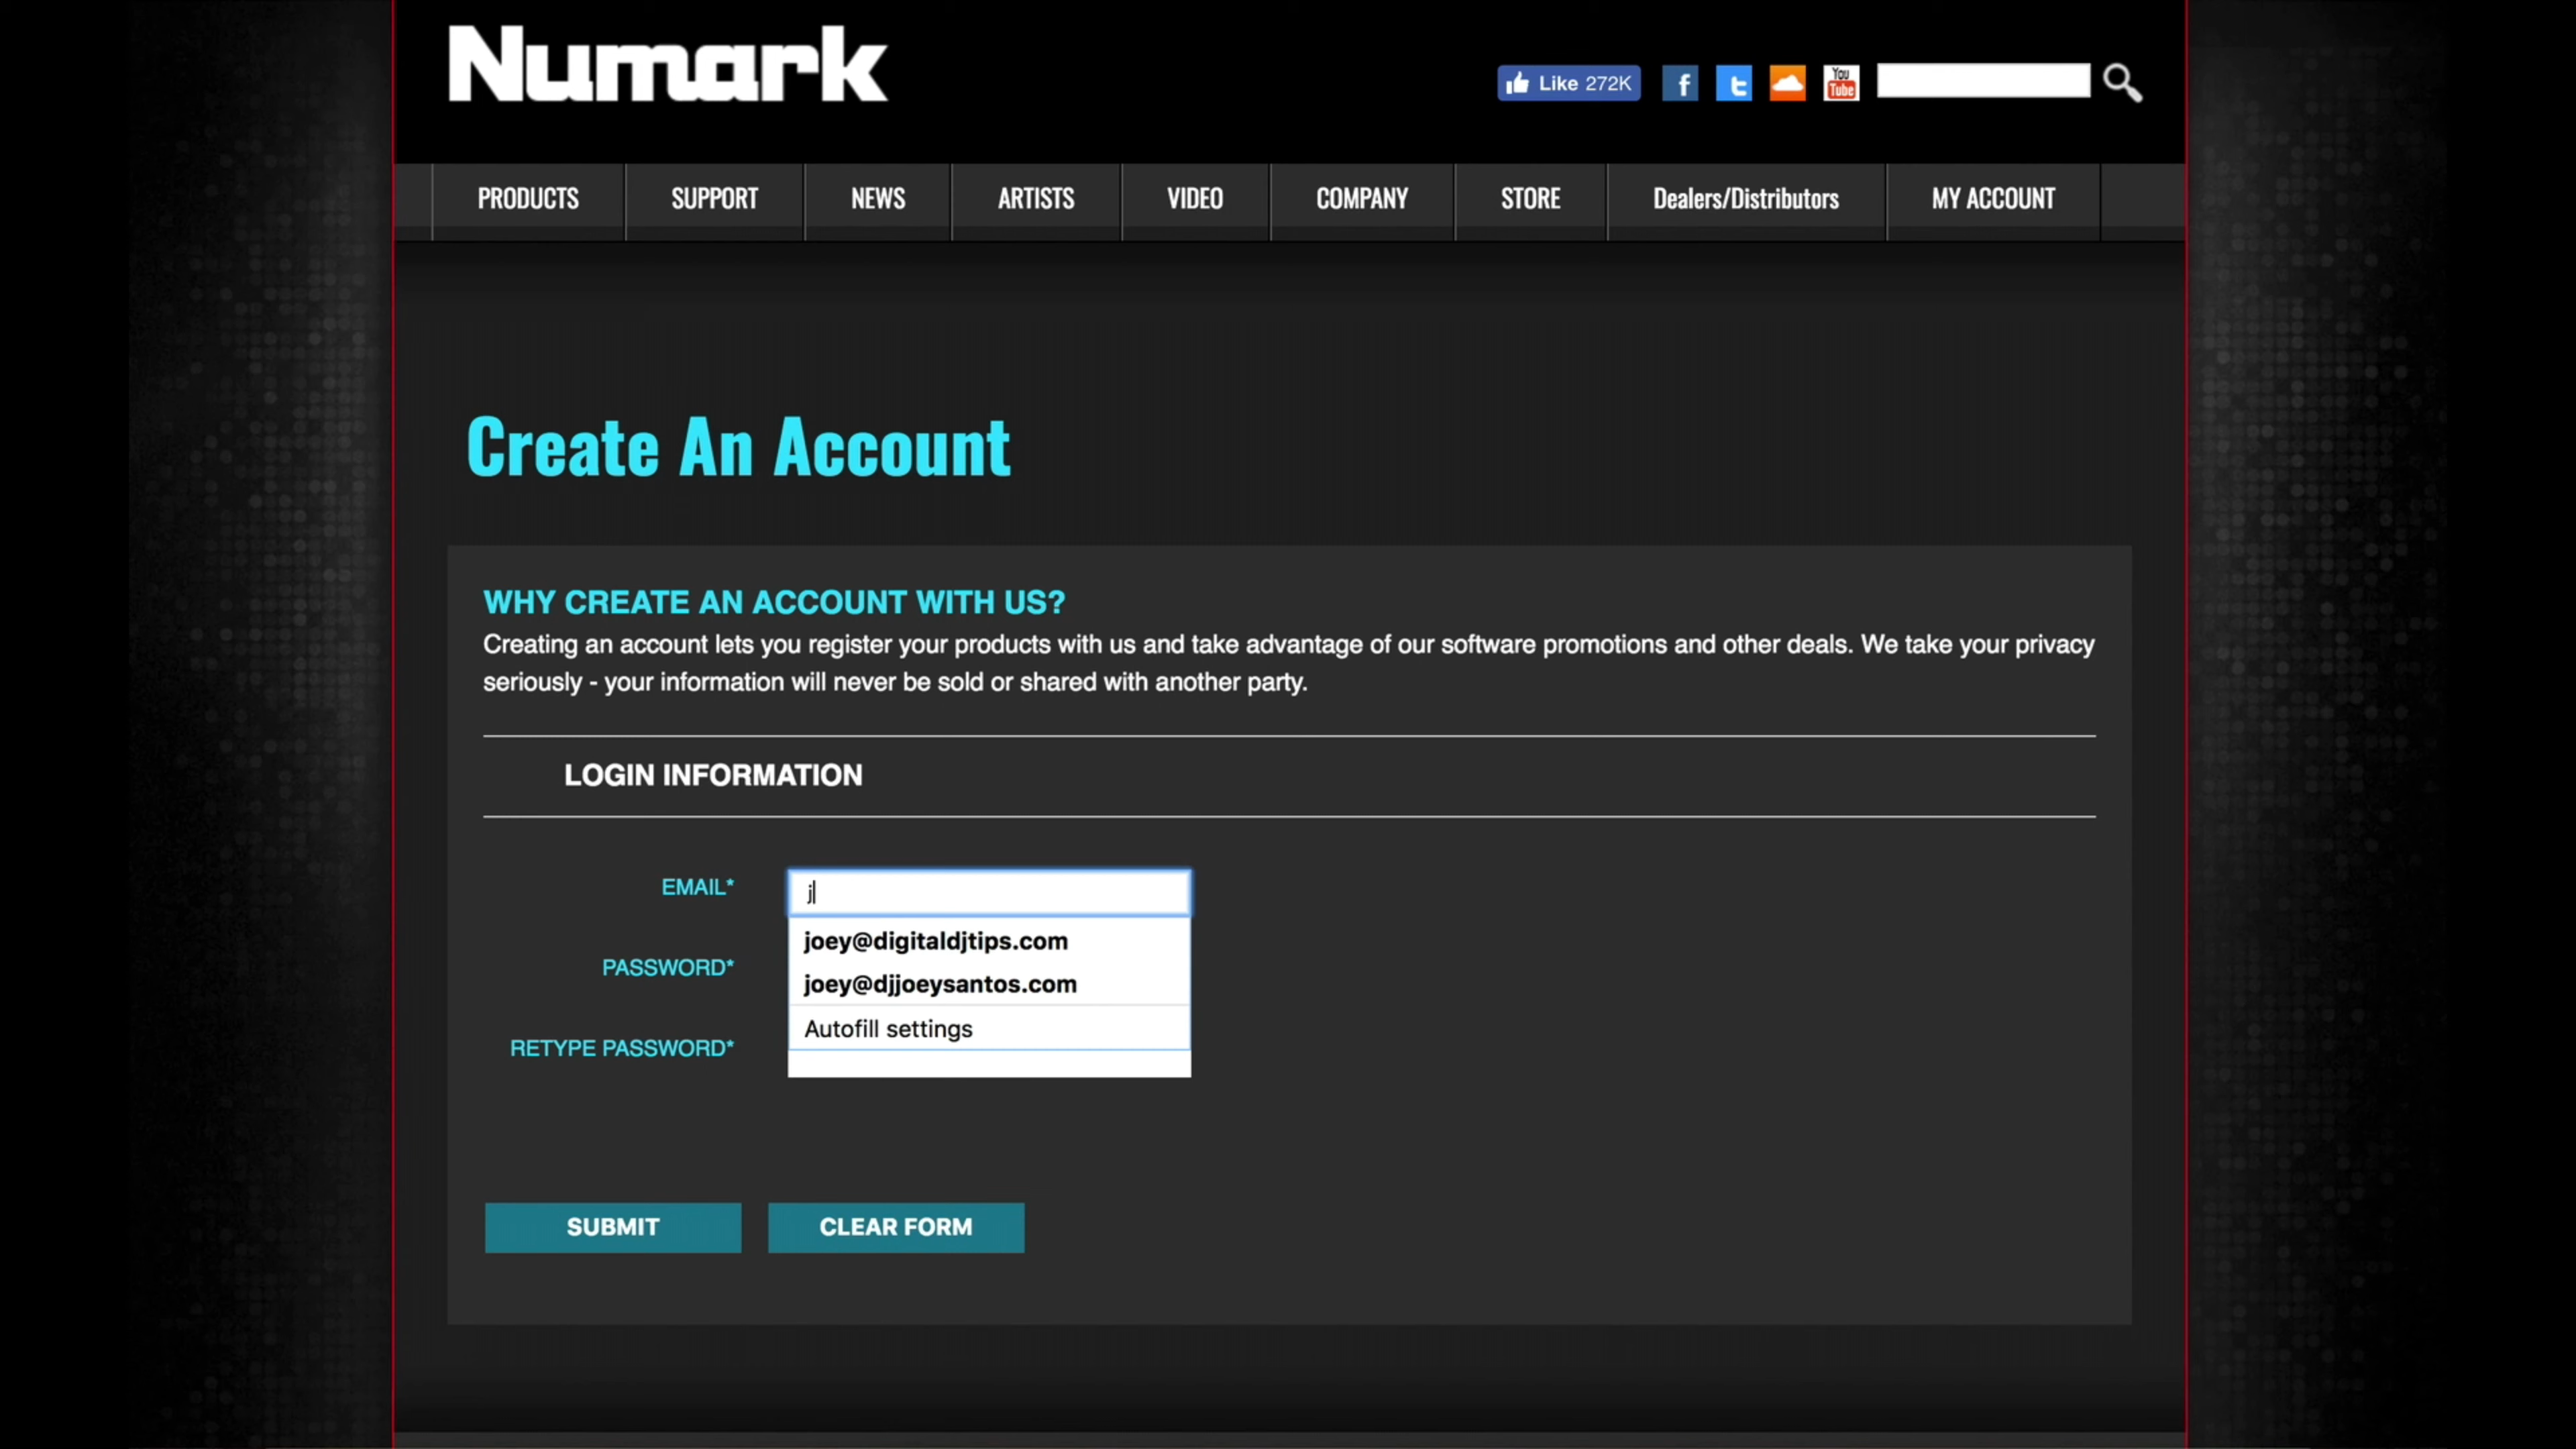 Numark
Like 272K
You
Tube
PRODUCTS SUPPORT NEWS ARTISTS VIDEO COMPANY STORE Dealers/Distributors MY ACCOUNT
Create An Account
WHY CREATE AN ACCOUNT WITH US?
Creating an account lets you register your products with us and take advantage of our software promotions and other deals. We take your privacy
seriously - your information will never be sold or shared with another party.
LOGIN INFORMATION
EMAIL* j
joey@digitaldjtips.com
PASSWORD*
joey@djjoeysantos.com
Autofill settings
RETYPE PASSWORD*
SUBMIT CLEAR FORM